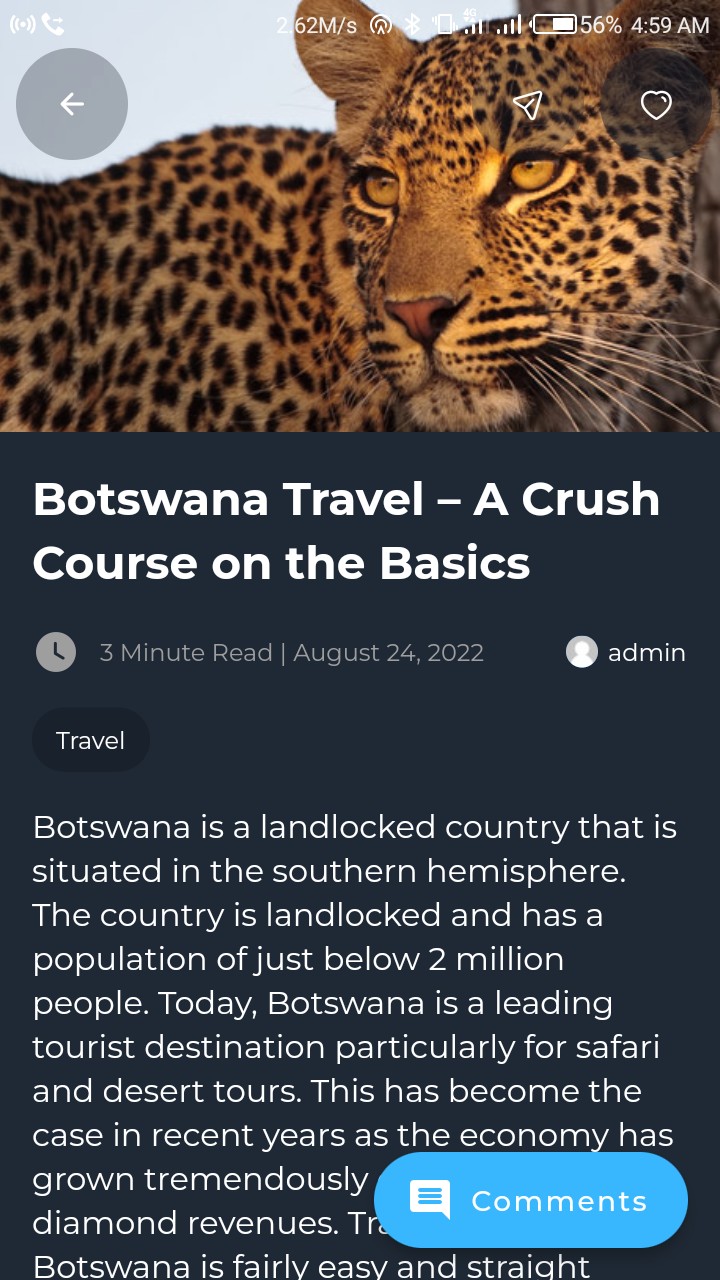 2.62M/s 4G 56% 4:59 AM
Botswana Travel – A Crush
Course on the Basics
3 Minute Read | August 24, 2022
admin
Travel
Botswana is a landlocked country that is
situated in the southern hemisphere.
The country is landlocked and has a
population of just below 2 million
people. Today, Botswana is a leading
tourist destination particularly for safari
and desert tours. This has become the
case in recent years as the economy has
grown tremendously
diamond revenues.
Comments
Botswana is fairly easy and straight